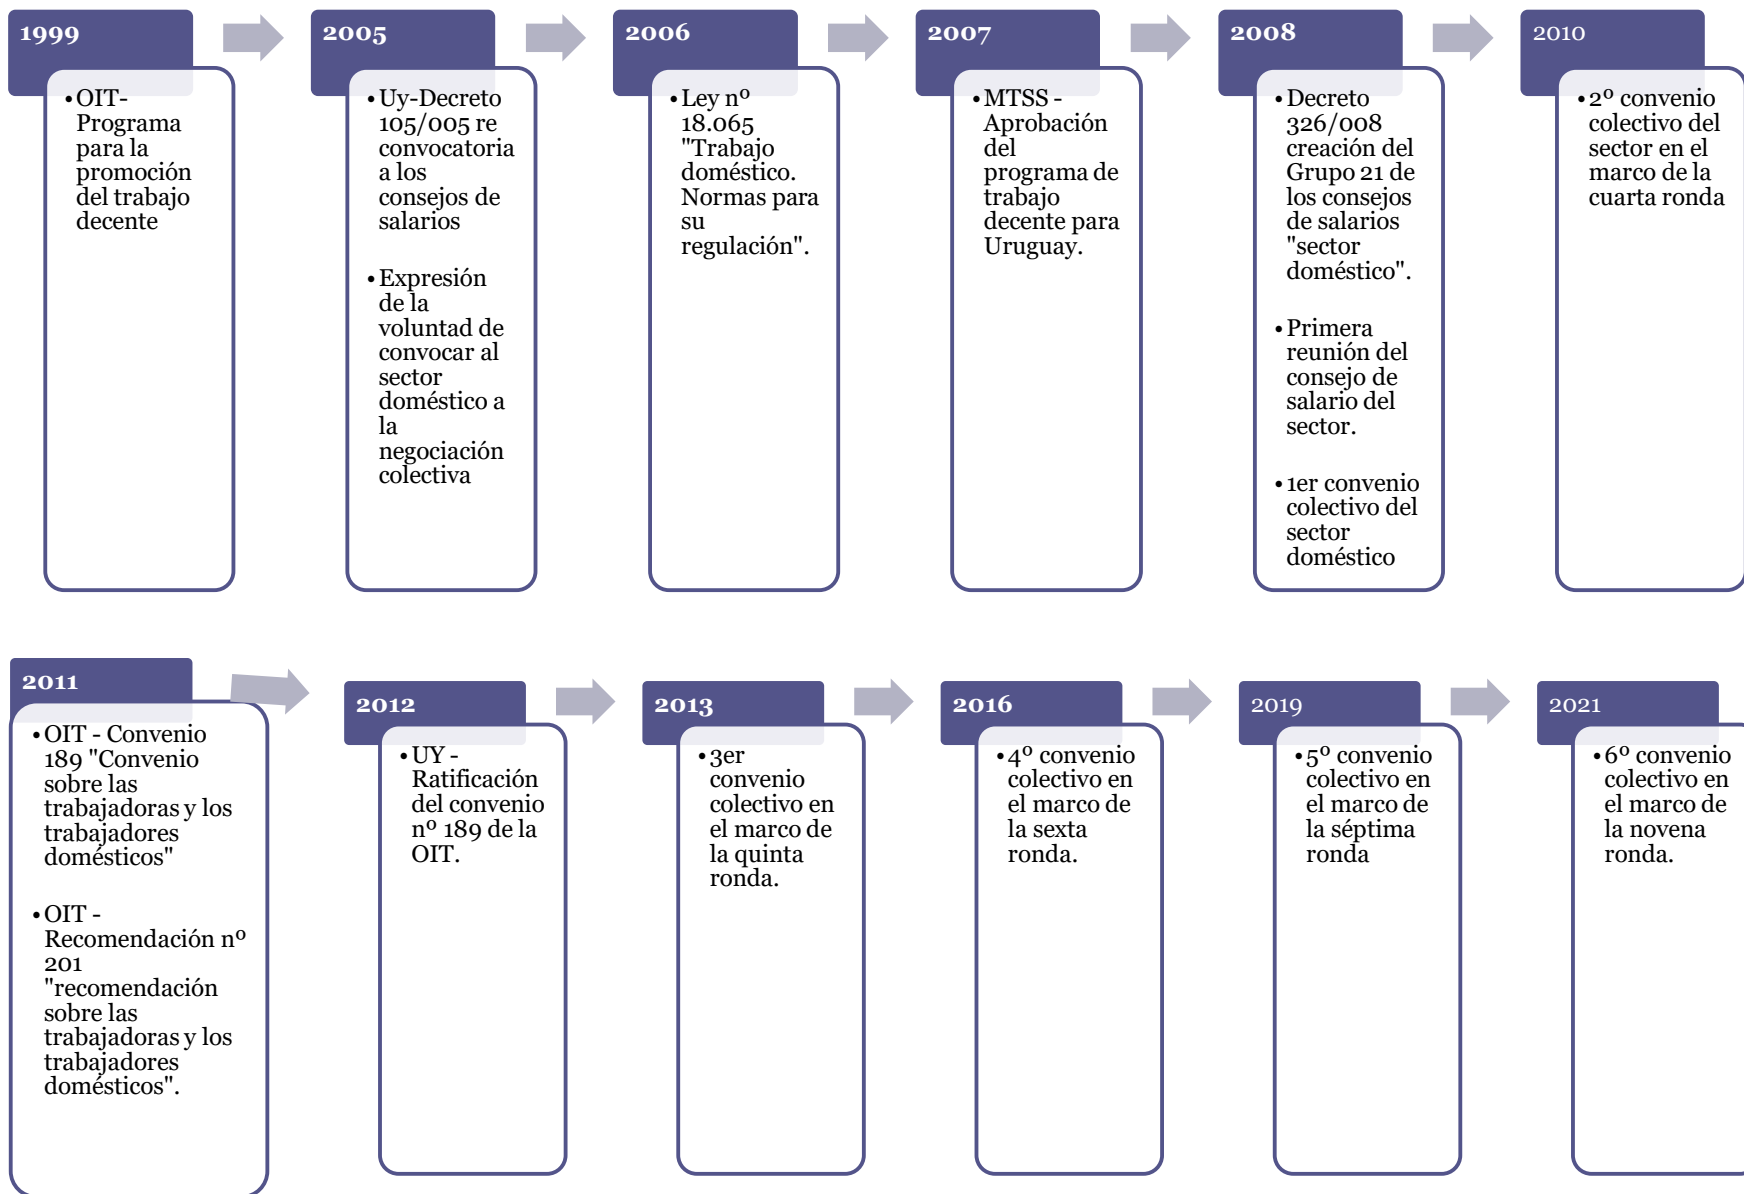 1999
• OIT-
Programa
para la
promoción
del trabajo
decente
2005
• Uy-Decreto
105/005 re
convocatoria
a los
consejos de
salarios
• Expresión
de la
voluntad de
convocar al
sector
doméstico a
la
negociación
colectiva
2006
• Ley nº
18.065
"Trabajo
doméstico.
Normas para
su
regulación".
2007
• MTSS -
Aprobación
del
programa de
trabajo
decente para
Uruguay.
2008
• Decreto
326/008
creación del
Grupo 21 de
los consejos
de salarios
"sector
doméstico".
• Primera
reunión del
consejo de
salario del
sector.
• 1er convenio
colectivo del
sector
doméstico
2010
• 2º convenio
colectivo del
sector en el
marco de la
cuarta ronda
2011
• OIT - Convenio
189 "Convenio
sobre las
trabajadoras y los
trabajadores
domésticos"
• OIT -
Recomendación nº
201
"recomendación
sobre las
trabajadoras y los
trabajadores
domésticos".
2012
• UY -
Ratificación
del convenio
nº 189 de la
OIT.
2013
• 3er
convenio
colectivo en
el marco de
la quinta
ronda.
2016
• 4º convenio
colectivo en
el marco de
la sexta
ronda.
2019
• 5º convenio
colectivo en
el marco de
la séptima
ronda
2021
• 6º convenio
colectivo en
el marco de
la novena
ronda.